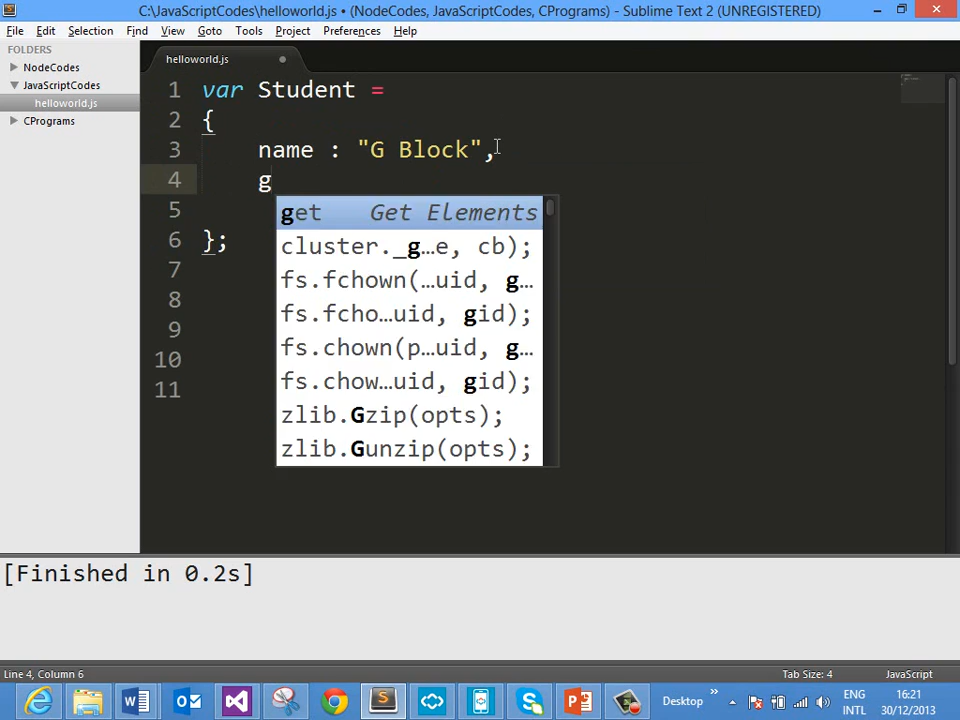 C:\JavaScriptCodes\helloworld.js • (NodeCodes, JavaScriptCodes, CPrograms) - Sublime Text 2 (UNREGISTERED)
File Edit Selection Find View Goto Tools Project Preferences Help
FOLDERS
NodeCodes
JavaScriptCodes
helloworld.js
CPrograms
helloworld.js
1 var Student =
2 {
3 name : "G Block",
4 g
5
6 };
7
8
9
10
11
get Get Elements
cluster._g…e, cb);
fs.fchown(…uid, g…
fs.fcho…uid, gid);
fs.chown(p…uid, g…
fs.chow…uid, gid);
zlib.Gzip(opts);
zlib.Gunzip(opts);
[Finished in 0.2s]
Line 4, Column 6
Tab Size: 4
JavaScript
Desktop
ENG
INTL
16:21
30/12/2013